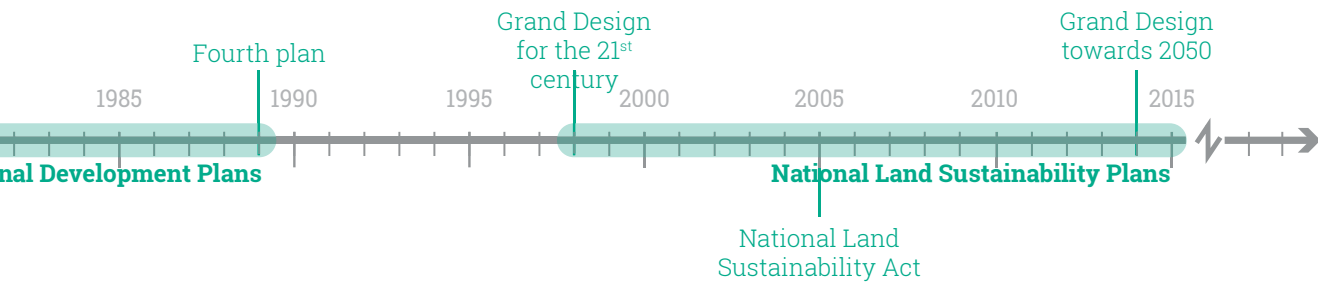 Grand Design
for the 21st
century
Grand Design
towards 2050
Fourth plan
1985
1990
1995
2000
2005
2010
2015
nal Development Plans
National Land Sustainability Plans
National Land
Sustainability Act